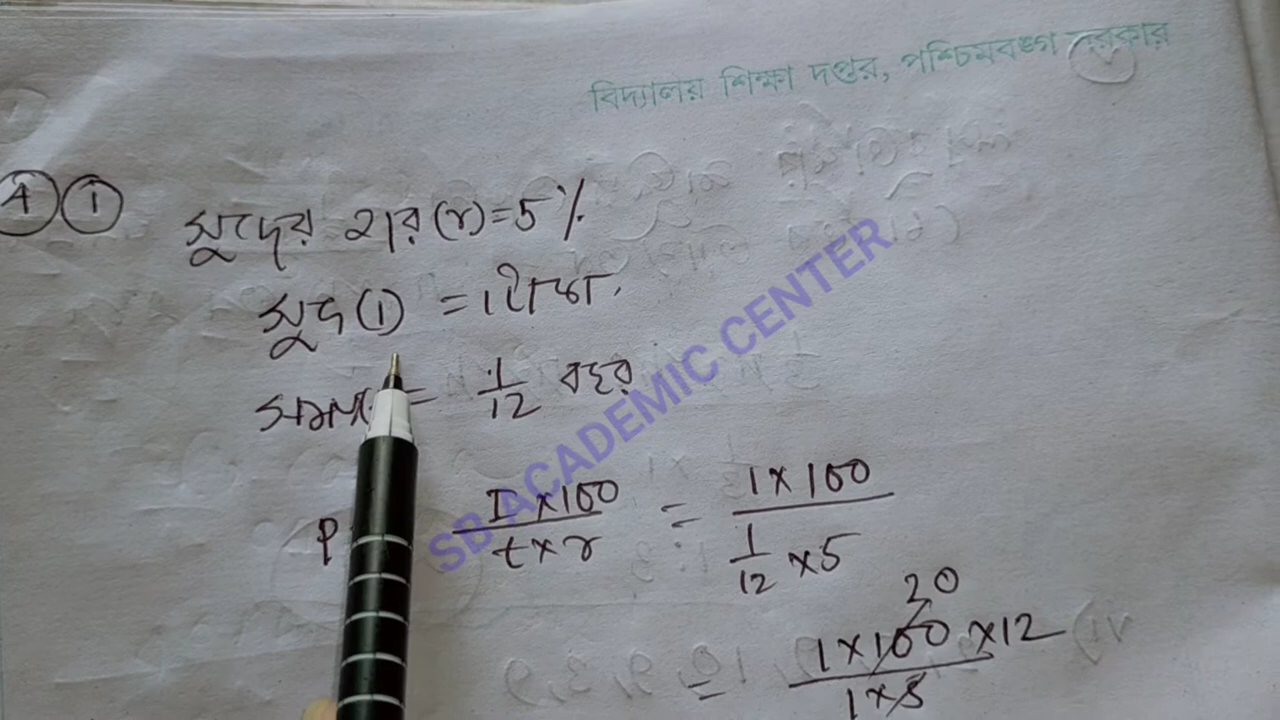 বিদ্যালয় শিক্ষা দপ্তর, পশ্চিমবঙ্গ সরকার
4 1 সুদের হার (r) = 5%
সুদ (I) = 1 টাকা.
সময় = 1/12 বছর
P I×100 / t×r = 1×100 / 1/12 ×5
20
= 1×100×12 / 1×5
SB ACADEMIC CENTER